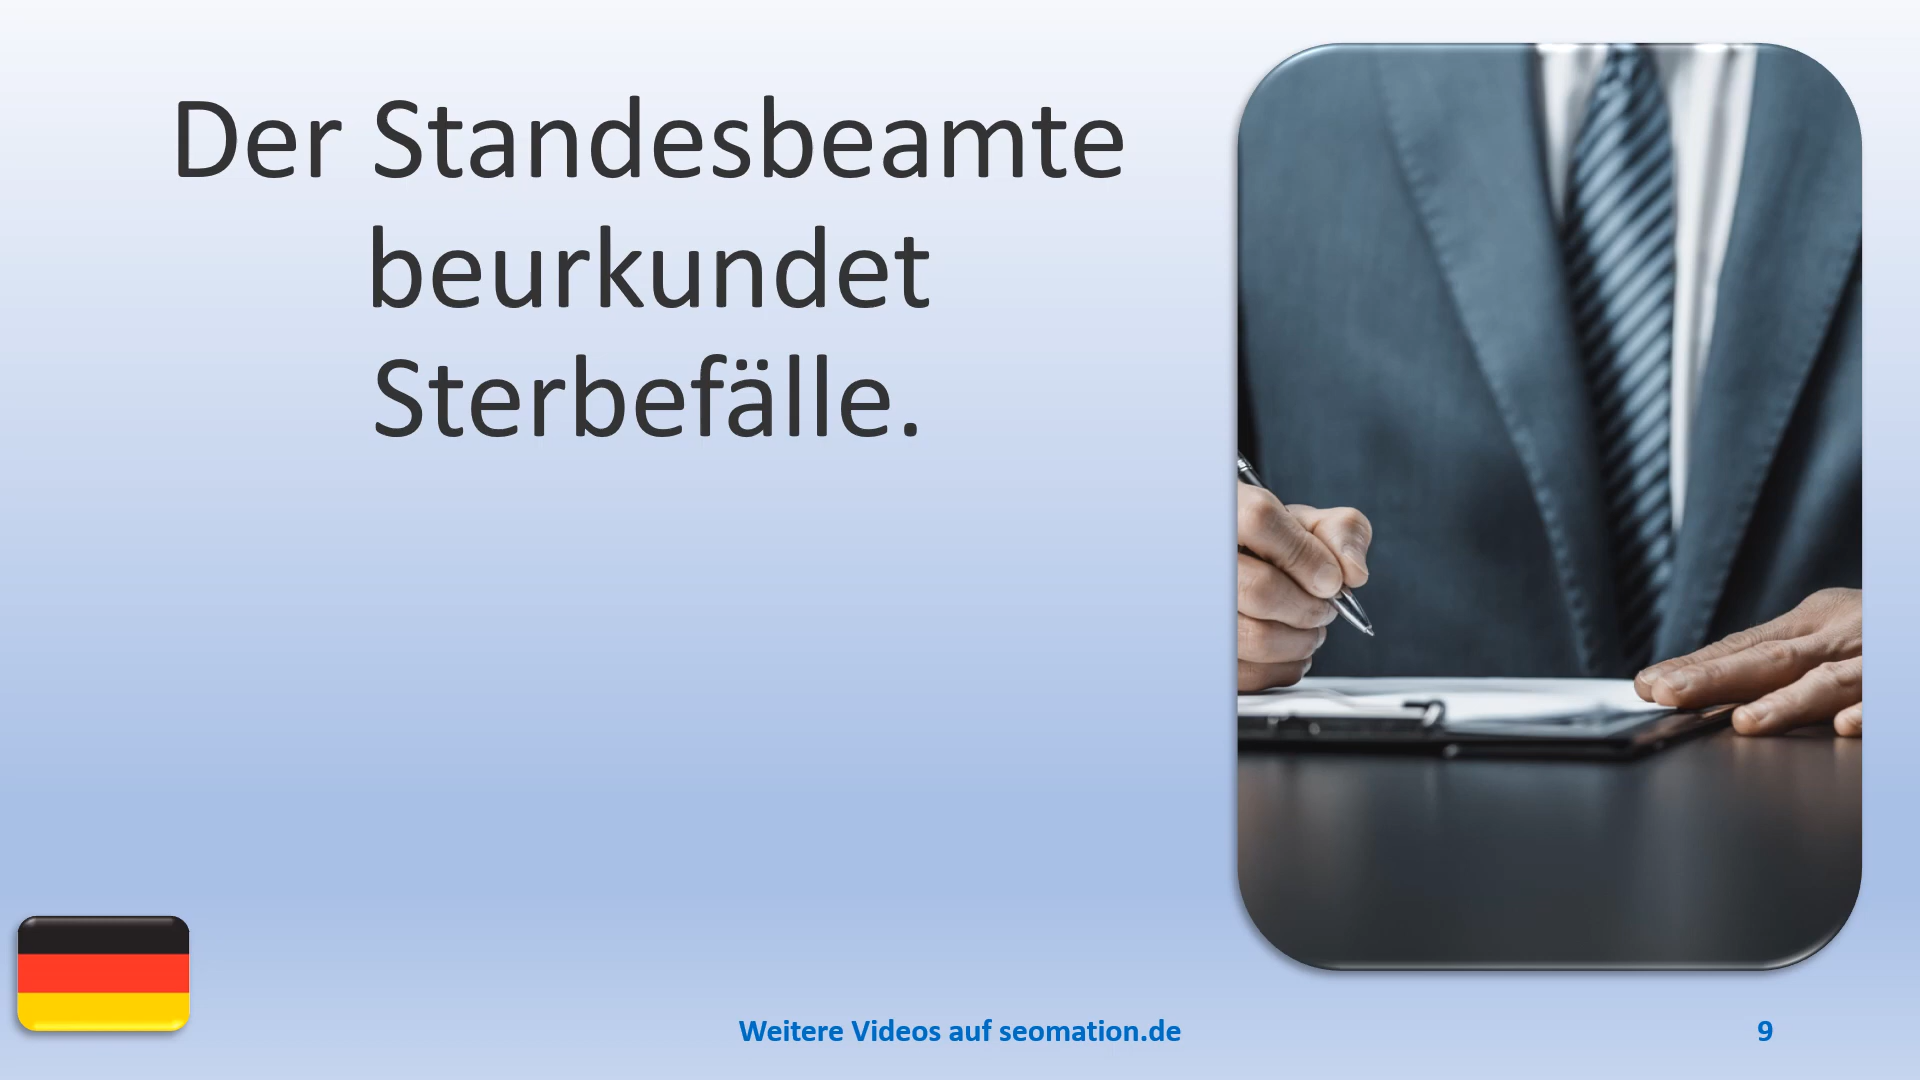 Der Standesbeamte
beurkundet
Sterbefälle.
Weitere Videos auf seomation.de
9